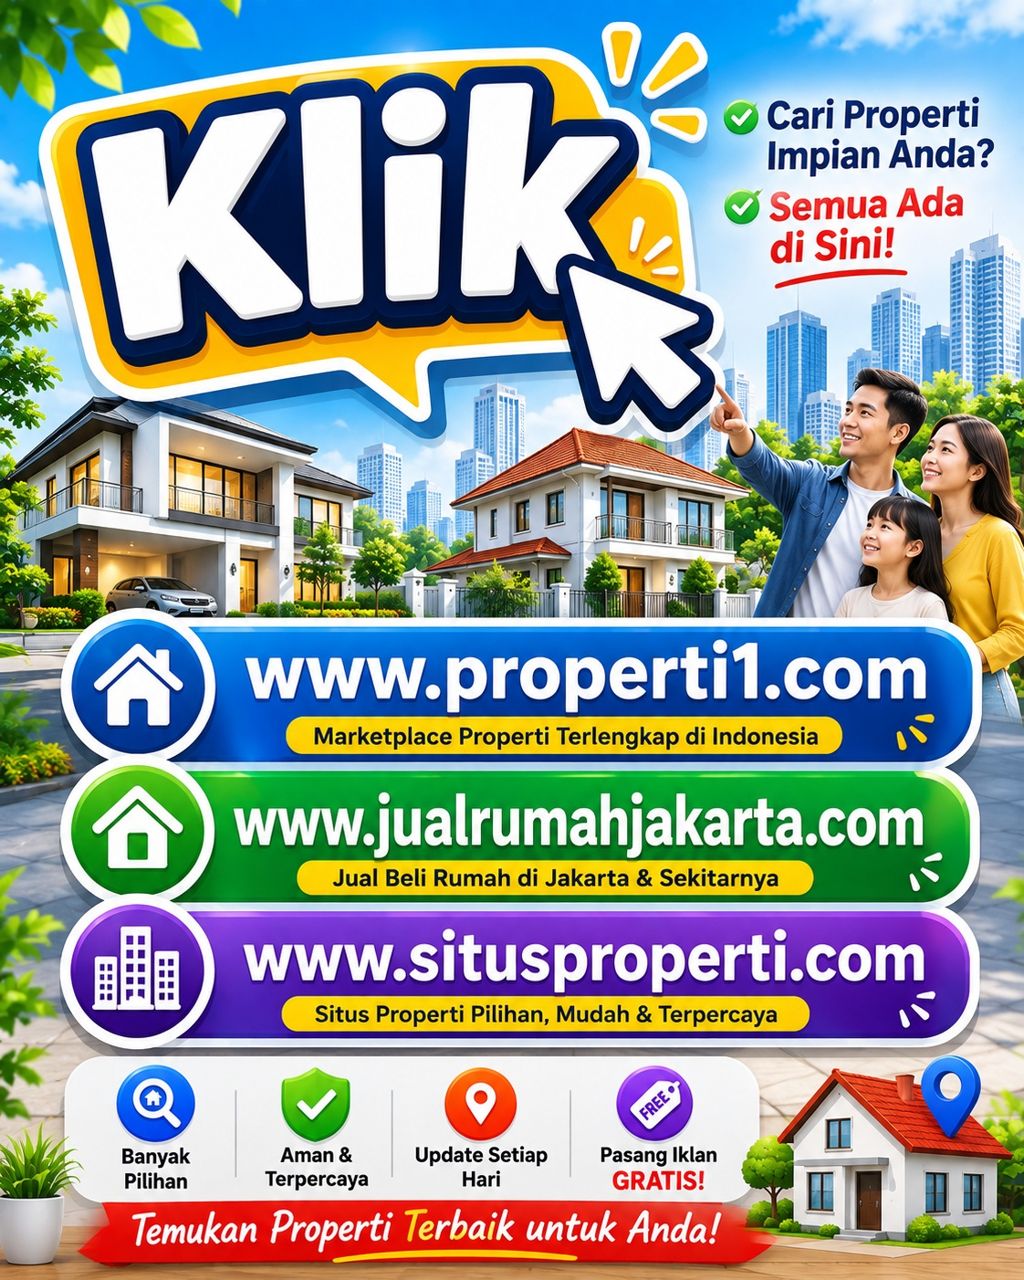 Klik
Cari Properti
Impian Anda?
Semua Ada
di Sini!
www.properti1.com
Marketplace Properti Terlengkap di Indonesia
www.jualrumahjakarta.com
Jual Beli Rumah di Jakarta & Sekitarnya
www.situsproperti.com
Situs Properti Pilihan, Mudah & Terpercaya
Banyak
Pilihan
Aman &
Terpercaya
Update Setiap
Hari
FREE
Pasang Iklan
GRATIS!
Temukan Properti Terbaik untuk Anda!